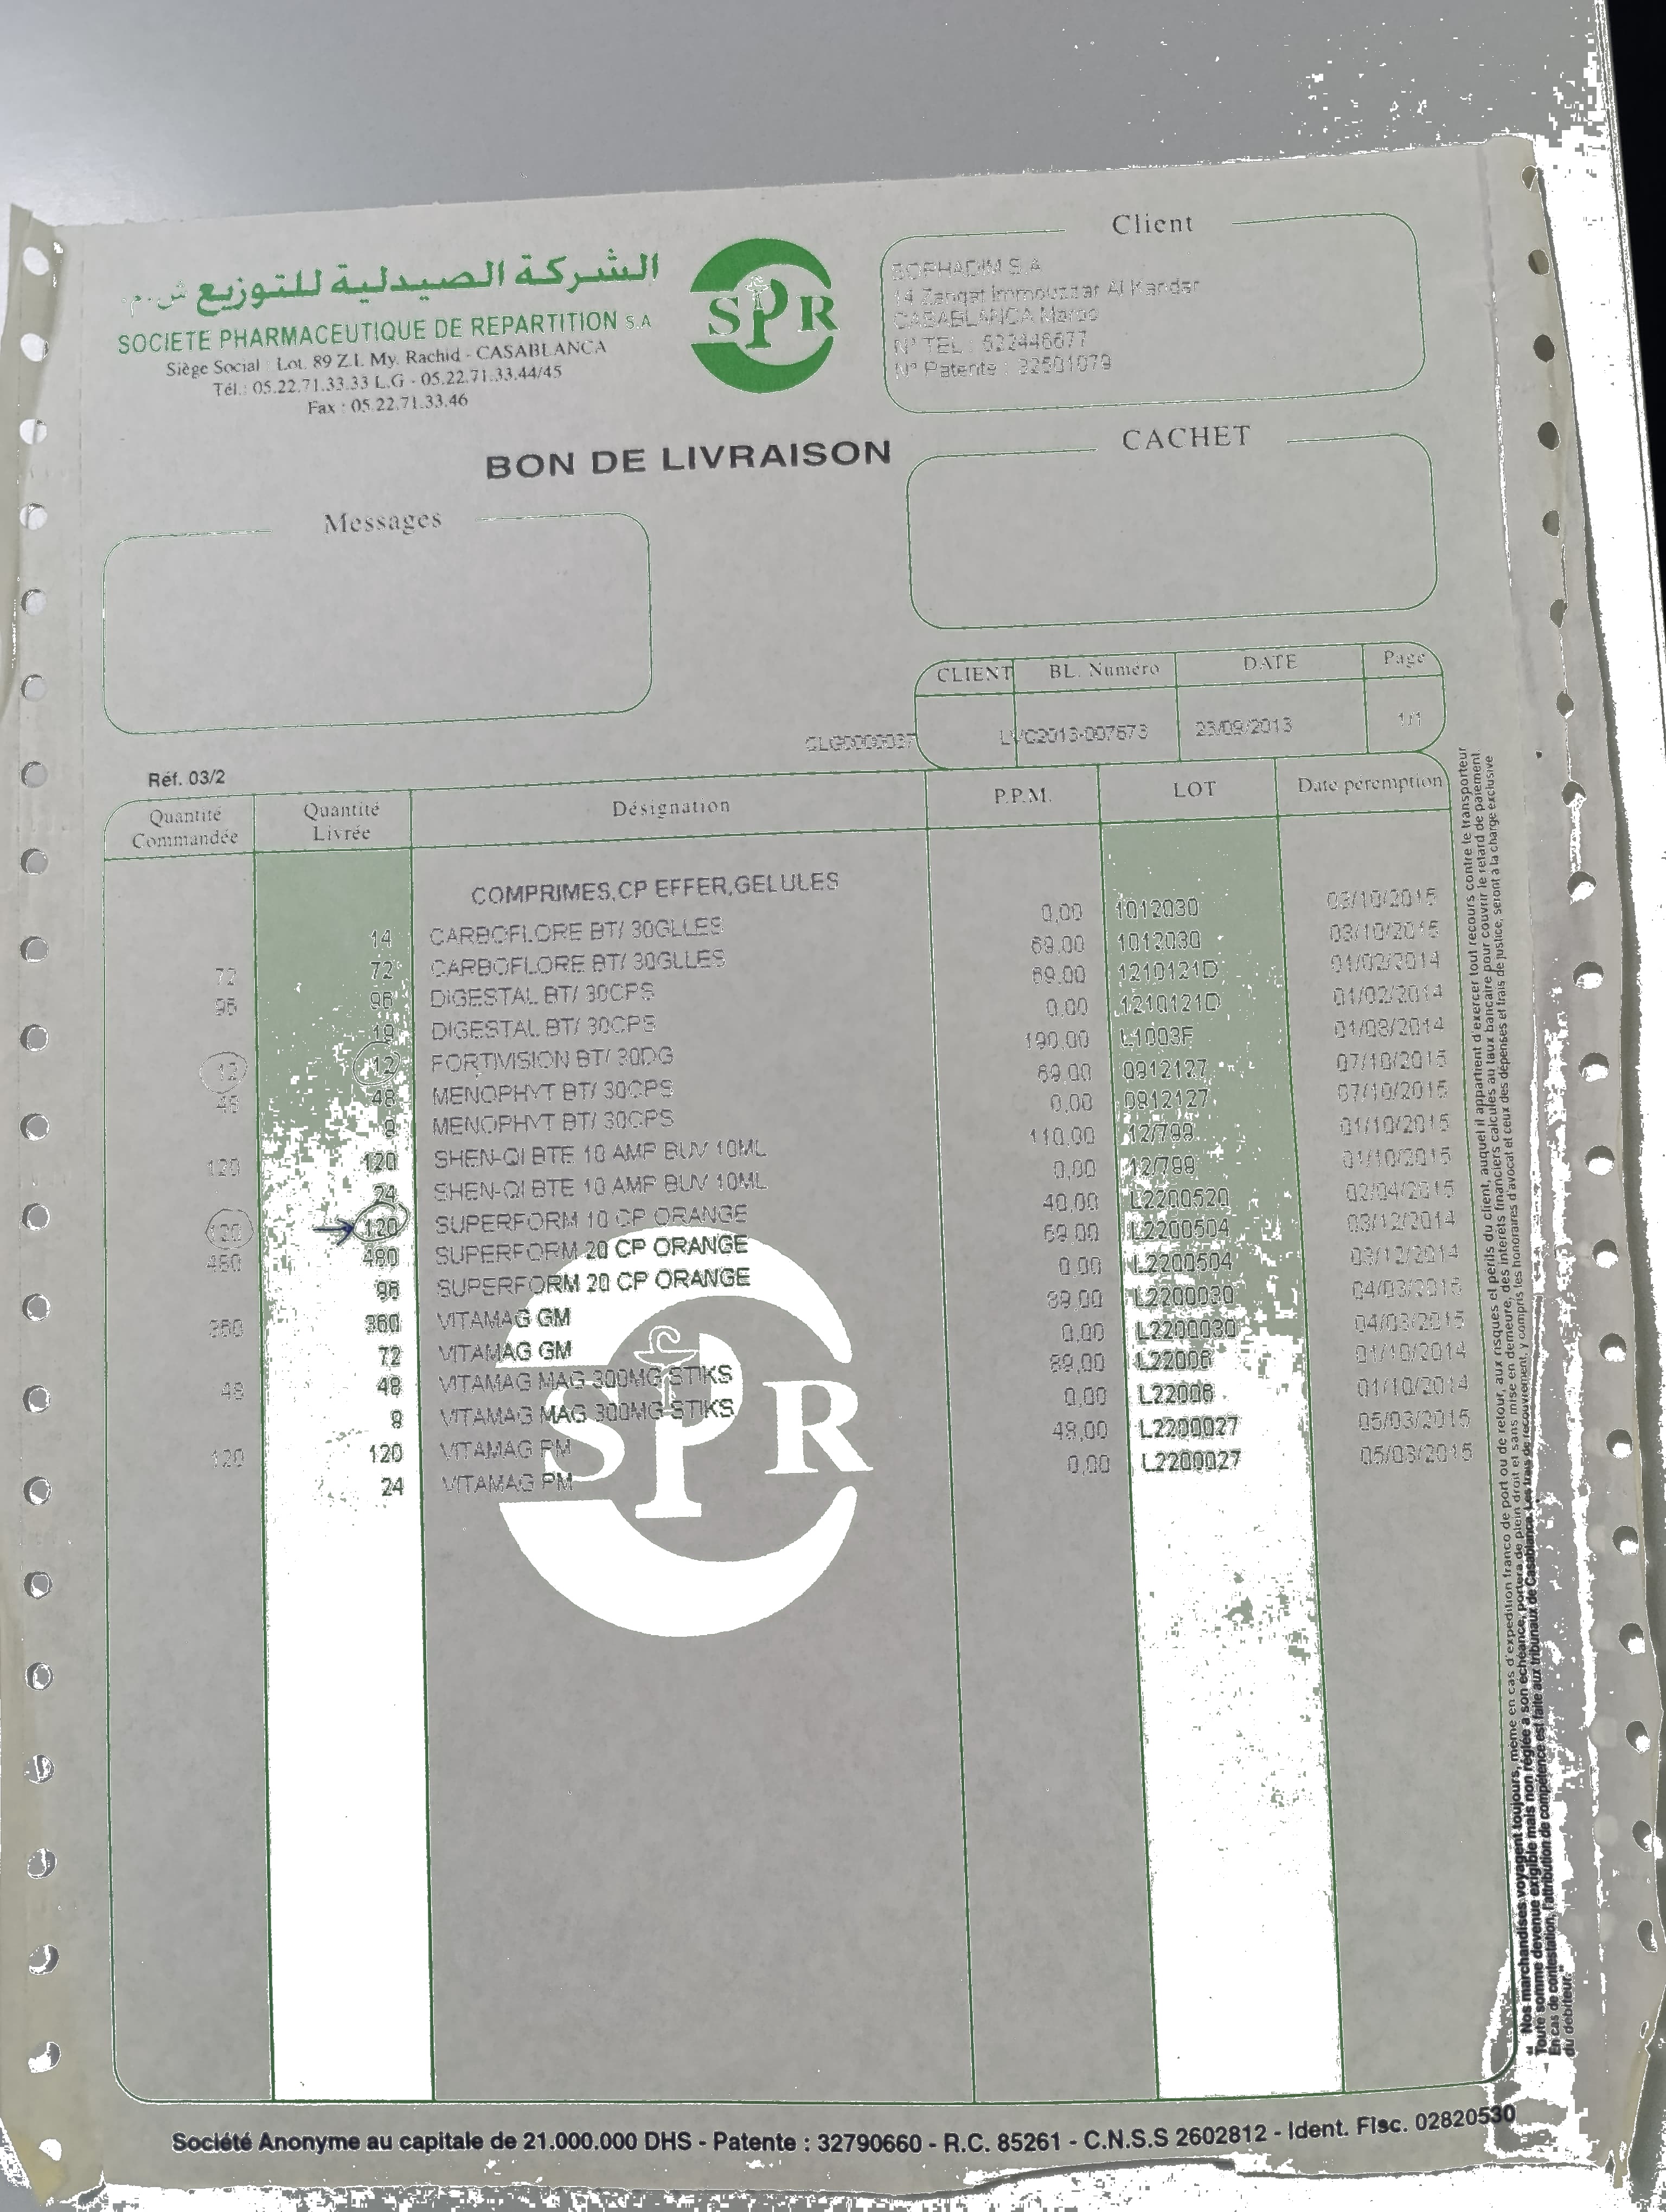 الشركة الصيدلية للتوزيع ش.م.
SOCIETE PHARMACEUTIQUE DE REPARTITION S.A
Siège Social : Lot. 89 Z.I. My. Rachid - CASABLANCA
Tél.: 05.22.71.33.33 L.G - 05.22.71.33.44/45
Fax : 05.22.71.33.46
SPR
Client
SOPHADIM S.A
14 Zanqat Immouzzar Al Kandar
CASABLANCA Maroc
N° TEL : 522446677
N° Patente : 32501079
BON DE LIVRAISON
CACHET
Messages
CLIENT BL. Numéro DATE Page
LVC2013-007673 23/09/2013 1/1
Réf. 03/2
Quantité Commandée Quantité Livrée Désignation P.P.M. LOT Date péremption
COMPRIMES,CP EFFER,GELULES
14 CARBOFLORE BT/ 30GLLES 0,00 1012030 03/10/2015
72 72 CARBOFLORE BT/ 30GLLES 69.00 1012030 03/10/2015
96 96 DIGESTAL BT/ 30CPS 69.00 1210121D 01/02/2014
19 DIGESTAL BT/ 30CPS 0.00 1210121D 01/02/2014
12 12 FORTIVISION BT/ 30DG 190.00 L1003F 01/03/2014
48 48 MENOPHYT BT/ 30CPS 69.00 0912127 07/10/2015
9 MENOPHYT BT/ 30CPS 0,00 0912127 07/10/2015
120 120 SHEN-QI BTE 10 AMP BUV 10ML 110.00 12/799 01/10/2015
24 SHEN-QI BTE 10 AMP BUV 10ML 0,00 12/799 01/10/2015
120 120 SUPERFORM 10 CP ORANGE 40,00 L2200520 02/04/2015
480 480 SUPERFORM 20 CP ORANGE 69.00 L2200504 03/12/2014
96 SUPERFORM 20 CP ORANGE 0.00 L2200504 03/12/2014
360 360 VITAMAG GM 89,00 L2200030 04/03/2015
72 VITAMAG GM 0,00 L2200030 04/03/2015
48 48 VITAMAG MAG 300MG STIKS 89,00 L22006 01/10/2014
9 VITAMAG MAG 300MG STIKS 0,00 L22006 01/10/2014
120 120 VITAMAG PM 49,00 L2200027 05/03/2015
24 VITAMAG PM 0,00 L2200027 05/03/2015
SPR
" Nos marchandises voyagent toujours, même en cas d'expédition franco de port ou de retour, aux risques et périls du client, auquel il appartient d'exercer tout recours contre le transporteur
Toute somme devenue exigible mais non réglée à son échéance, portera de plein droit et sans mise en demeure, des intérêts financiers calculés au taux bancaire pour couvrir le retard de paiement.
En cas de contestation, l'attribution de compétence est faite aux tribunaux de Casablanca. Les frais de recouvrement, y compris les honoraires d'avocat et ceux des dépenses et frais de justice, seront à la charge exclusive
du débiteur."
Société Anonyme au capitale de 21.000.000 DHS - Patente : 32790660 - R.C. 85261 - C.N.S.S 2602812 - Ident. Fisc. 02820530